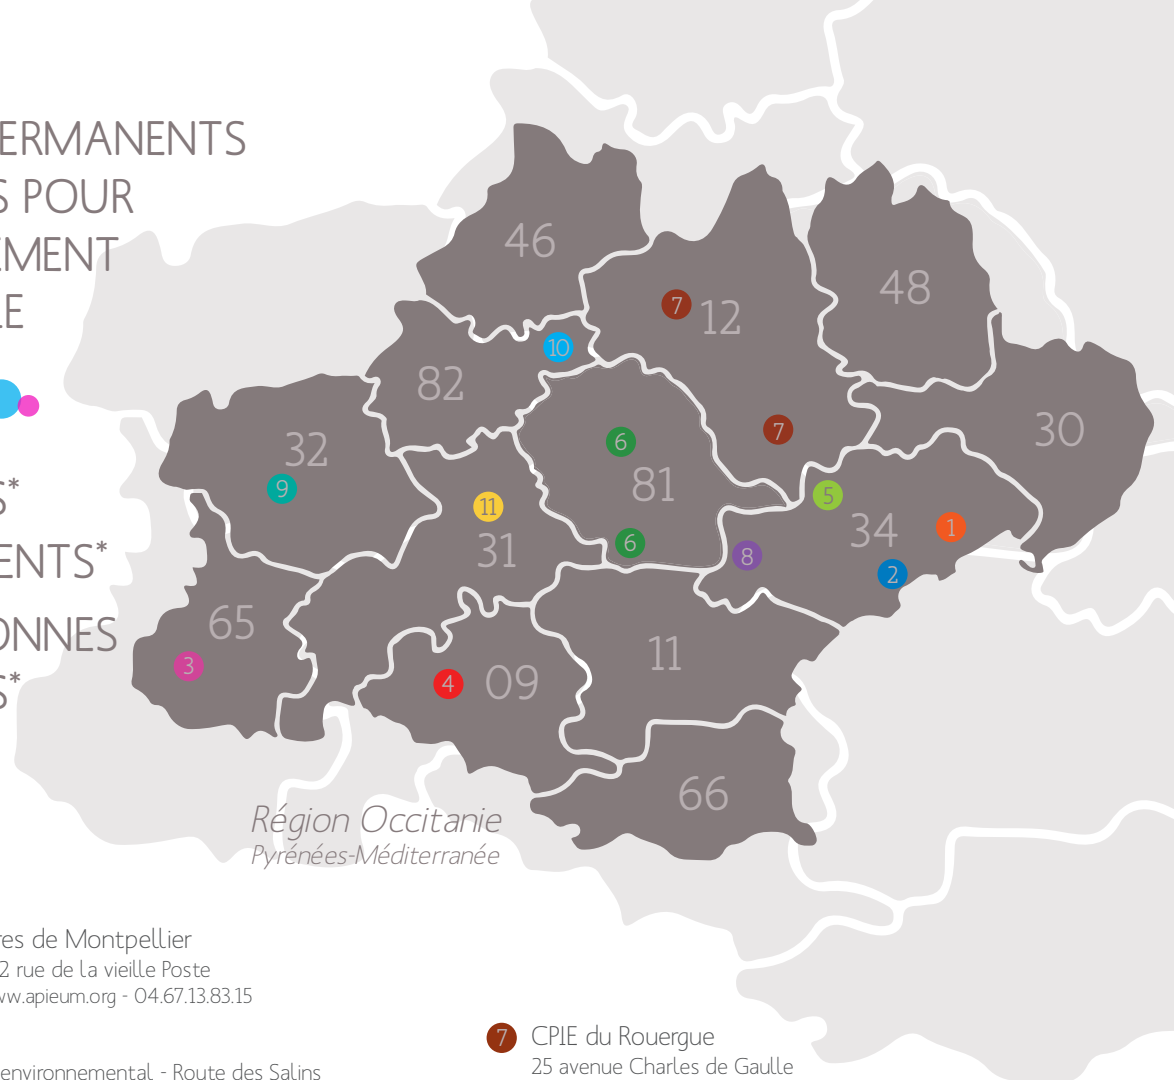 ERMANENTS
S POUR
EMENT
LE
S*
ENTS*
ONNES
S*
46
48
7
12
10
82
30
32
6
81
9
5
11
34
1
31
6
8
2
65
11
3
4
09
66
Région Occitanie
Pyrénées-Méditerranée
res de Montpellier
2 rue de la vieille Poste
ww.apieum.org - 04.67.13.83.15
environnemental - Route des Salins
7 CPIE du Rouergue
25 avenue Charles de Gaulle
7